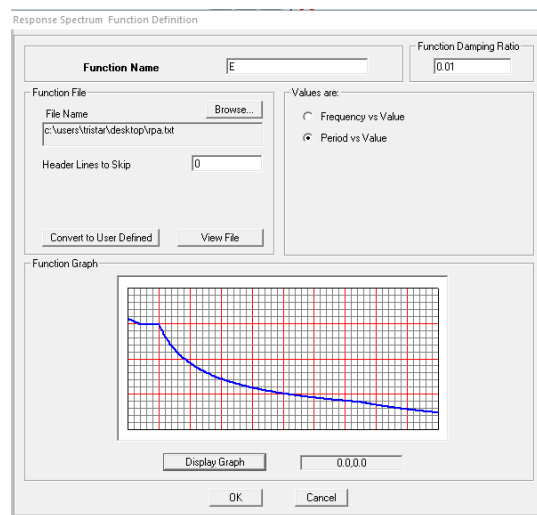 Response Spectrum Function Definition
Function Name
E
Function Damping Ratio
0.01
Function File
File Name
Browse...
c:\users\tristar\desktop\rpa.txt
Header Lines to Skip
0
Convert to User Defined
View File
Values are:
Frequency vs Value
Period vs Value
Function Graph
Display Graph
0.0,0.0
OK
Cancel